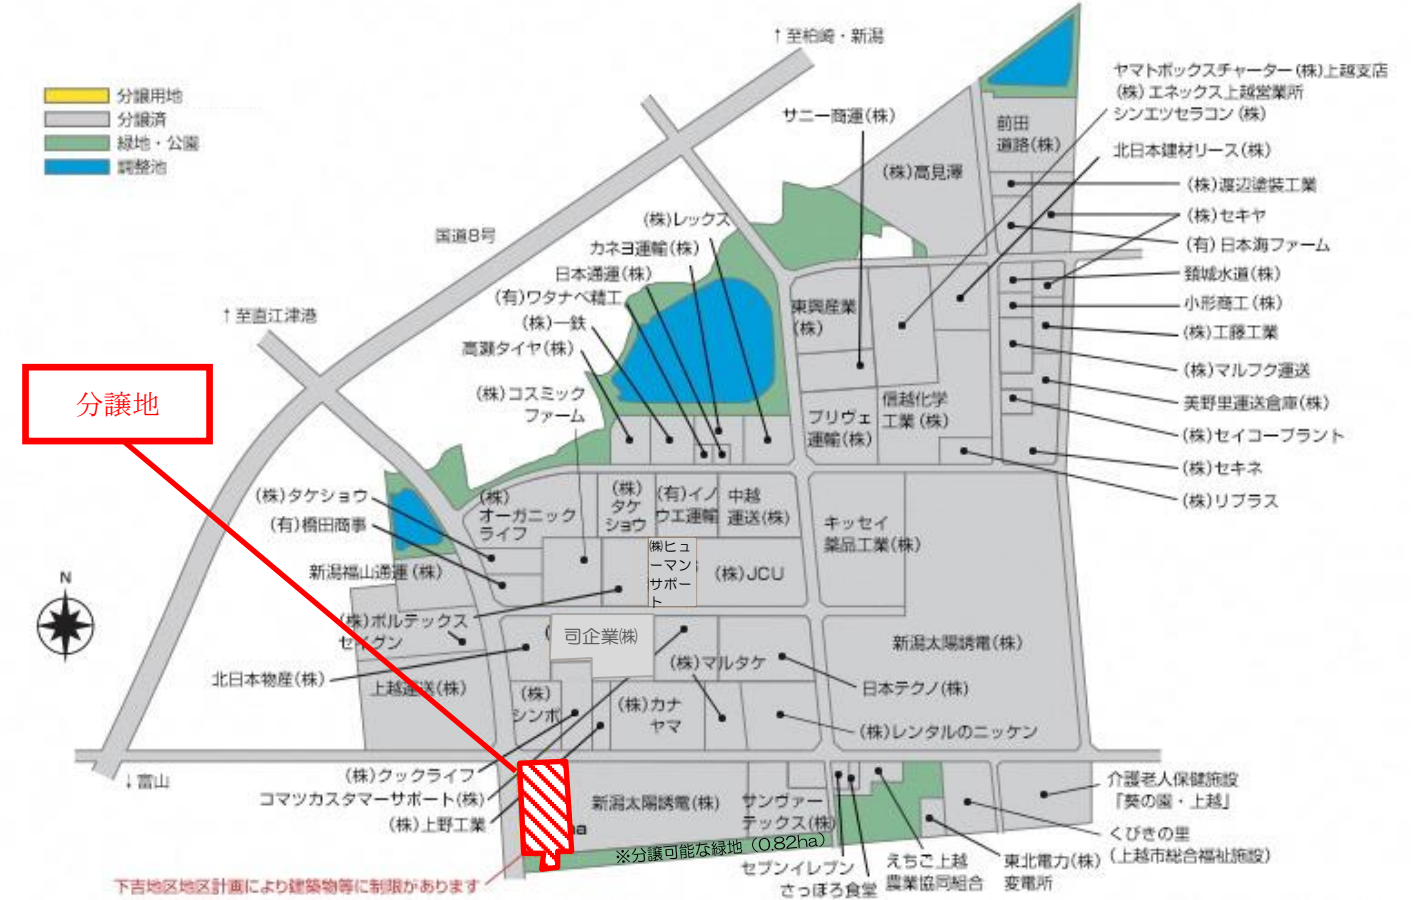 ↑至柏崎・新潟
分譲用地
分譲済
緑地・公園
調整池
ヤマトボックスチャーター(株)上越支店
(株)エネックス上越営業所
シンエツセラコン(株)
サニー商運(株)
前田
道路(株)
北日本建材リース(株)
(株)高見澤
(株)渡辺塗装工業
(株)セキヤ
(有)日本海ファーム
(株)レックス
国道8号
カネヨ運輸(株)
日本通運(株)
(有)ワタナベ精工
(株)一鉄
高瀬タイヤ(株)
頚城水道(株)
小形商工(株)
(株)工藤工業
(株)マルフク運送
美野里運送倉庫(株)
(株)セイコープラント
(株)セキネ
(株)リプラス
↑至直江津港
東興産業
(株)
分譲地
(株)コスミック
ファーム
プリヴェ
運輸(株)
信越化学
工業(株)
(株)タケショウ
(有)橋田商事
(株)
オーガニック
ライフ
(株)
タケ
ショウ
(有)イノ
ウエ運輸
中越
運送(株)
キッセイ
薬品工業(株)
㈱ヒュ
ーマン
サポー
ト
(株)JCU
新潟福山通運(株)
N
(株)ボルテックス
セイグン
司企業㈱
新潟太陽誘電(株)
北日本物産(株)
上越運送(株)
(株)マルタケ
日本テクノ(株)
(株)
シンボ
(株)カナ
ヤマ
(株)レンタルのニッケン
↓富山
(株)クックライフ
コマツカスタマーサポート(株)
(株)上野工業
新潟太陽誘電(株)
サンヴァー
テックス(株)
ha
※分譲可能な緑地（0.82ha）
介護老人保健施設
「葵の園・上越」
くびきの里
(上越市総合福祉施設)
セブンイレブン
さっぽろ食堂
えちご上越
農業協同組合
東北電力(株)
変電所
下吉地区地区計画により建築物等に制限があります